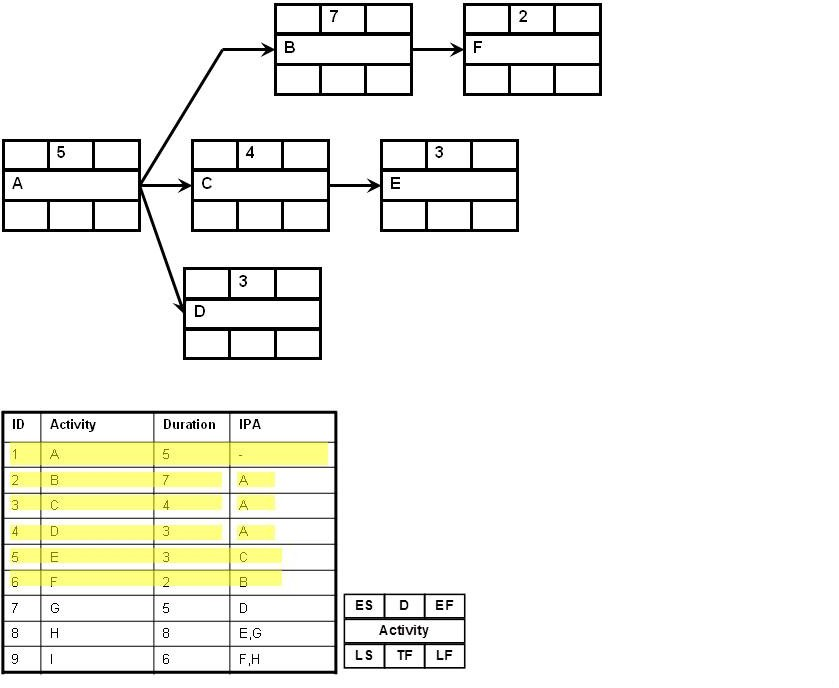 7 2
B F
5 4 3
A C E
3
D
ID Activity Duration IPA
1 A 5 -
2 B 7 A
3 C 4 A
4 D 3 A
5 E 3 C
6 F 2 B
7 G 5 D
8 H 8 E,G
9 I 6 F,H
ES D EF
Activity
LS TF LF